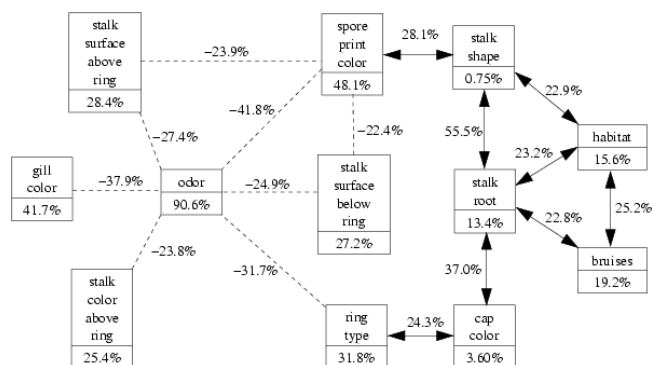 stalk
surface
above
ring
28.4%
−23.9%
spore
print
color
48.1%
28.1%
stalk
shape
0.75%
22.9%
−41.8%
−27.4%
−22.4%
55.5%
habitat
15.6%
23.2%
gill
color
41.7%
−37.9%
odor
90.6%
−24.9%
stalk
surface
below
ring
27.2%
stalk
root
13.4%
25.2%
22.8%
−23.8%
−31.7%
bruises
19.2%
37.0%
stalk
color
above
ring
25.4%
ring
type
31.8%
24.3%
cap
color
3.60%